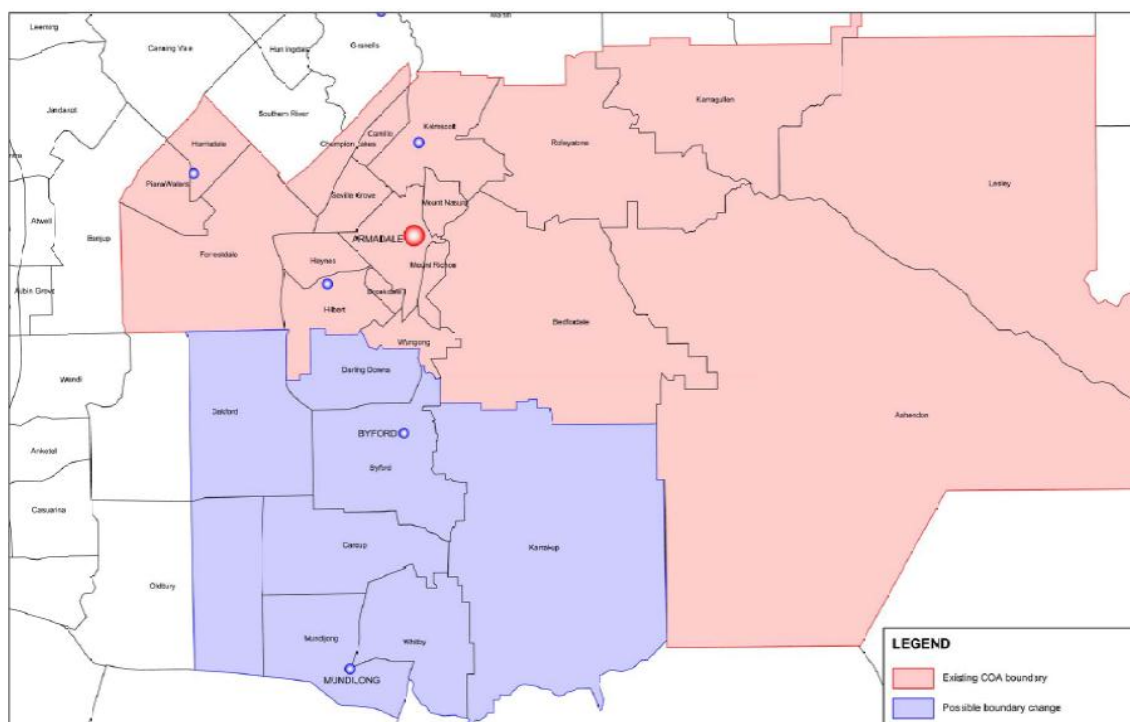 Canning Vale
Gosnells
Jandakot
Southern River
Karragullen
Harrisdale
Champion Lakes
Camillo
Kelmscott
Roleystone
Piara Waters
Lesley
Seville Grove
Mount Nasura
Atwell
Banjup
ARMADALE
Forrestdale
Haynes
Mount Richon
Aubin Grove
Brookdale
Hilbert
Bedfordale
Wungong
Wandi
Darling Downs
Oakford
Ashendon
BYFORD
Anketell
Byford
Casuarina
Cardup
Karrakup
Oldbury
Mundijong
Whitby
MUNDIJONG
LEGEND
Existing COA boundary
Possible boundary change